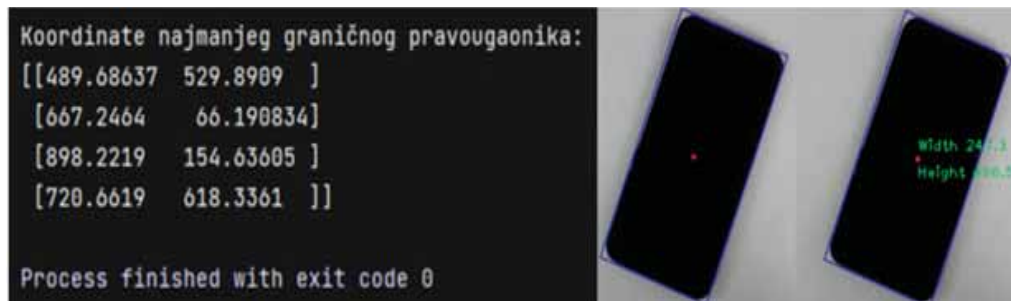 Koordinate najmanjeg graničnog pravougaonika:
[[489.68637 529.8909 ]
[667.2464 66.190834]
[898.2219 154.63605 ]
[720.6619 618.3361 ]]
Process finished with exit code 0
Width
Height